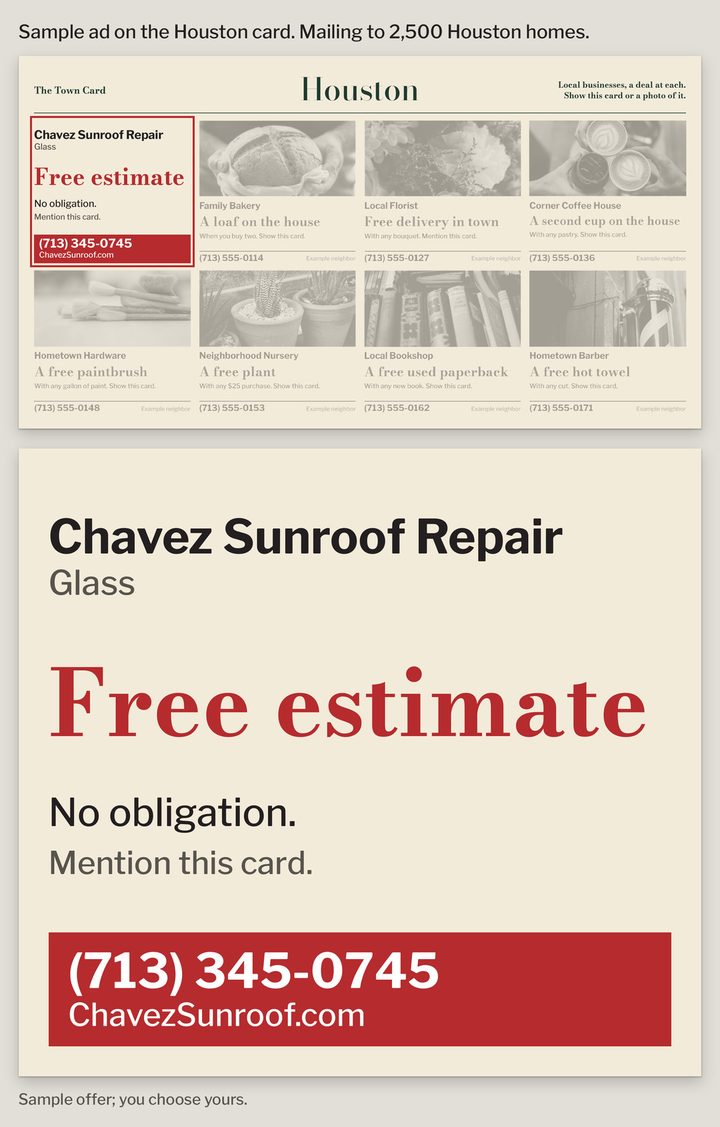 Sample ad on the Houston card. Mailing to 2,500 Houston homes.
The Town Card
Houston
Local businesses, a deal at each.
Show this card or a photo of it.
Chavez Sunroof Repair
Glass
Free estimate
No obligation.
Mention this card.
(713) 345-0745
ChavezSunroof.com
Family Bakery
A loaf on the house
When you buy two. Show this card.
(713) 555-0114
Example neighbor
Local Florist
Free delivery in town
With any bouquet. Mention this card.
(713) 555-0127
Example neighbor
Corner Coffee House
A second cup on the house
With any pastry. Show this card.
(713) 555-0136
Example neighbor
Hometown Hardware
A free paintbrush
With any gallon of paint. Show this card.
(713) 555-0148
Example neighbor
Neighborhood Nursery
A free plant
With any $25 purchase. Show this card.
(713) 555-0153
Example neighbor
Local Bookshop
A free used paperback
With any new book. Show this card.
(713) 555-0162
Example neighbor
Hometown Barber
A free hot towel
With any cut. Show this card.
(713) 555-0171
Example neighbor
Chavez Sunroof Repair
Glass
Free estimate
No obligation.
Mention this card.
(713) 345-0745
ChavezSunroof.com
Sample offer; you choose yours.